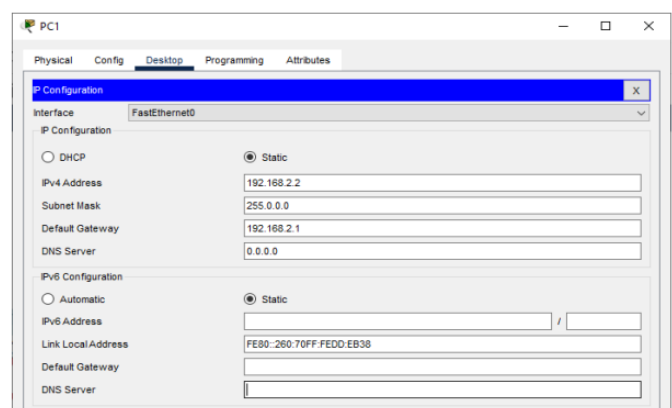 PC1
Physical Config Desktop Programming Attributes
IP Configuration X
Interface FastEthernet0
IP Configuration
DHCP Static
IPv4 Address 192.168.2.2
Subnet Mask 255.0.0.0
Default Gateway 192.168.2.1
DNS Server 0.0.0.0
IPv6 Configuration
Automatic Static
IPv6 Address /
Link Local Address FE80::260:70FF:FEDD:EB38
Default Gateway
DNS Server